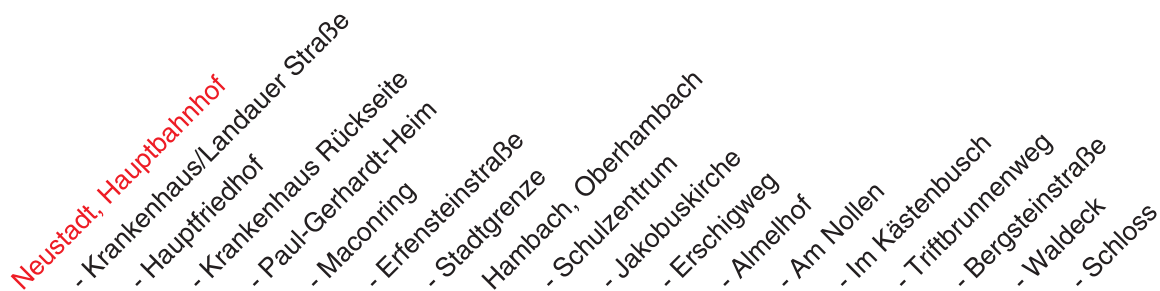 Neustadt, Hauptbahnhof
- Krankenhaus/Landauer Straße
- Hauptfriedhof
- Krankenhaus Rückseite
- Paul-Gerhardt-Heim
- Maconring
- Erfensteinstraße
- Stadtgrenze
Hambach, Oberhambach
- Schulzentrum
- Jakobuskirche
- Erschigweg
- Almelhof
- Am Nollen
- Im Kästenbusch
- Triftbrunnenweg
- Bergsteinstraße
- Waldeck
- Schloss